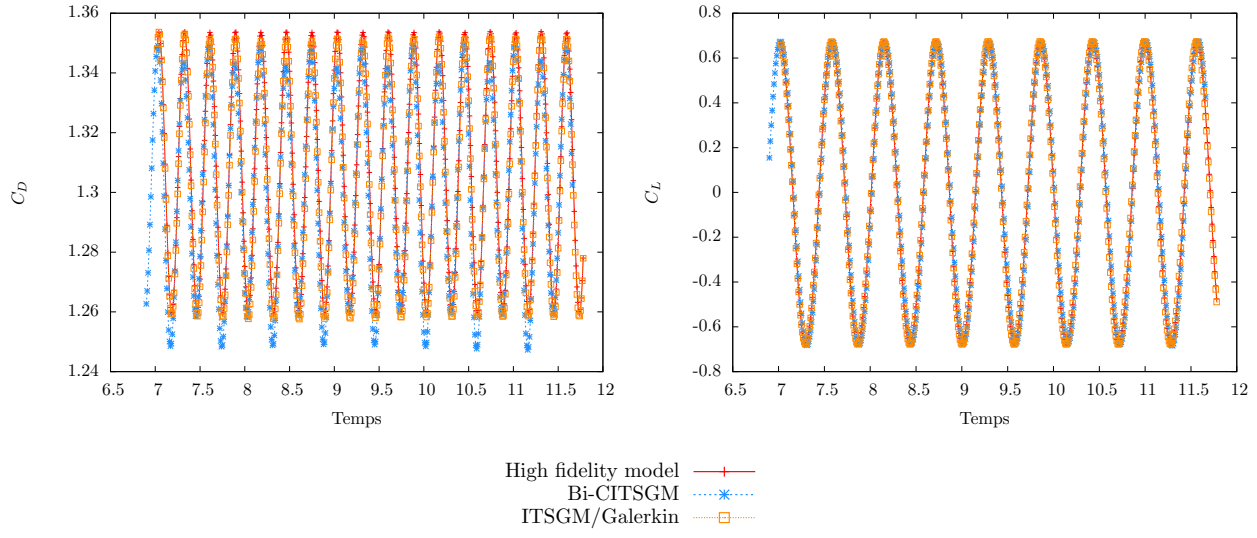 1.36
1.34
1.32
1.3
1.28
1.26
1.24
C_D
6.5 7 7.5 8 8.5 9 9.5 10 10.5 11 11.5 12
Temps
0.8
0.6
0.4
0.2
0
-0.2
-0.4
-0.6
-0.8
C_L
6.5 7 7.5 8 8.5 9 9.5 10 10.5 11 11.5 12
Temps
High fidelity model
Bi-CITSGM
ITSGM/Galerkin